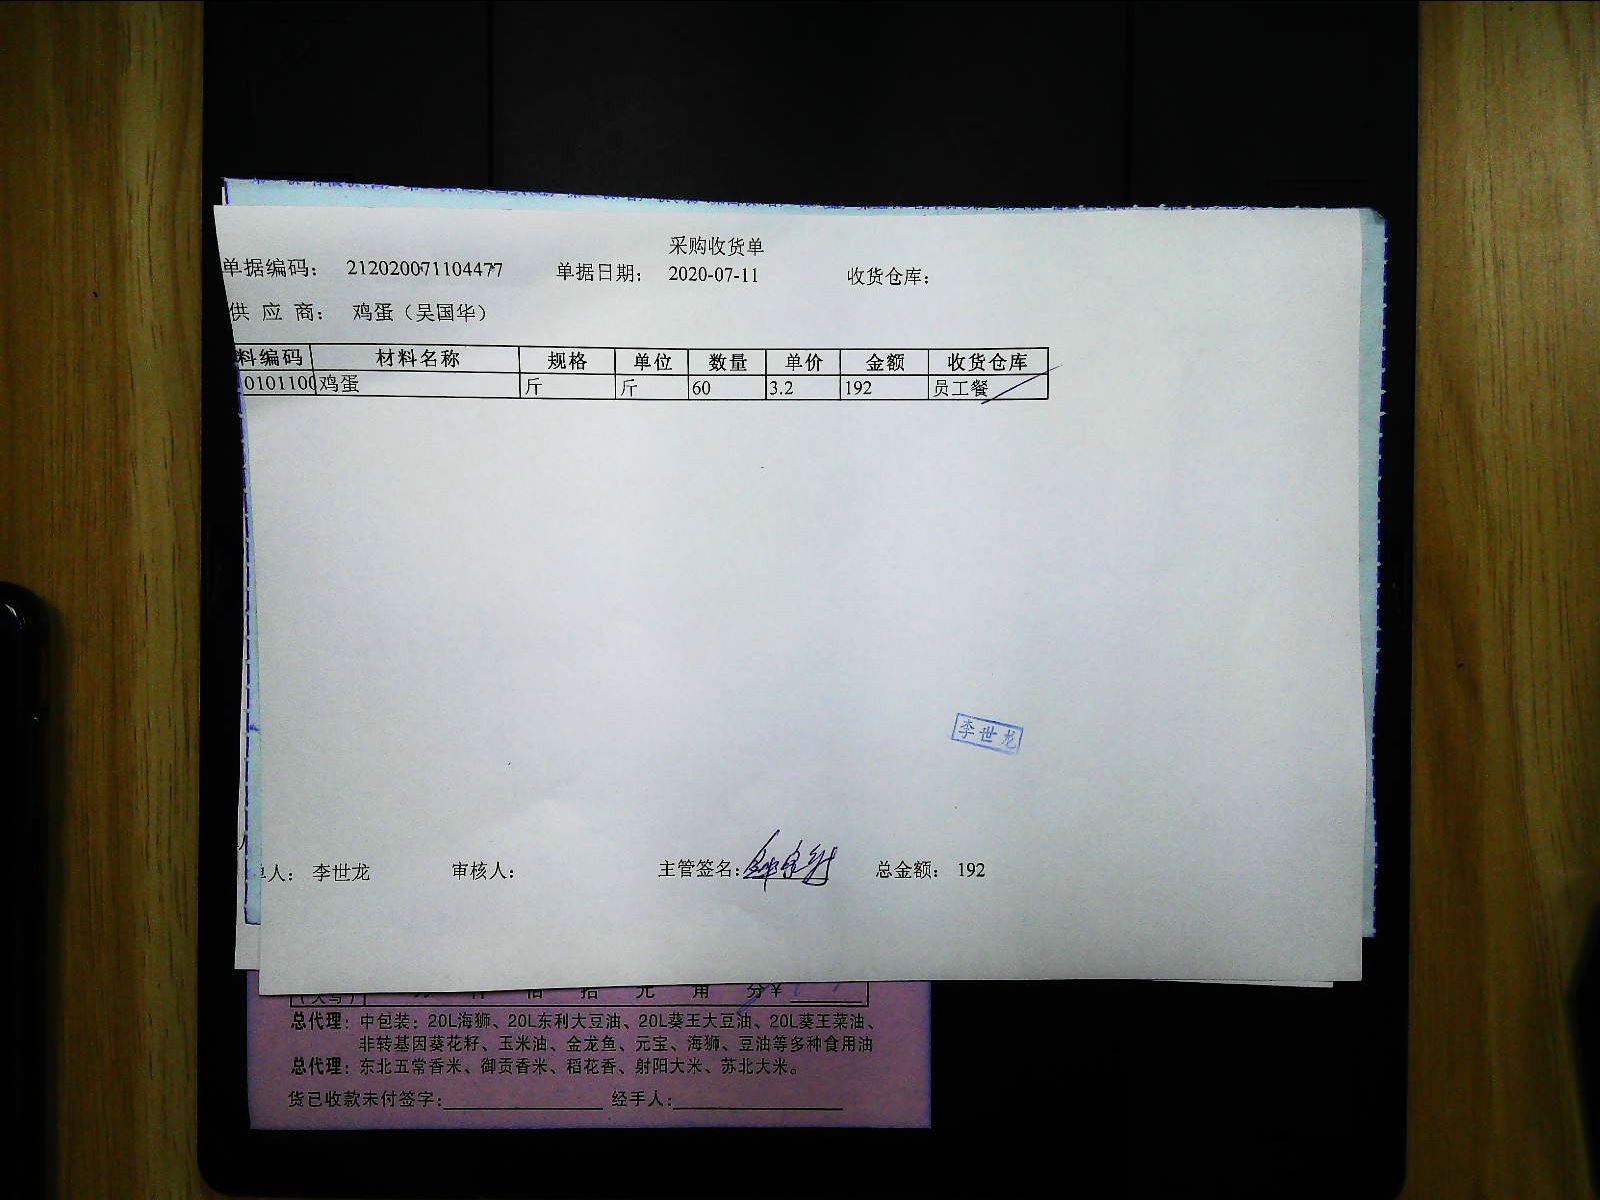 采购收货单
单据编码： 212020071104477 单据日期： 2020-07-11 收货仓库：
供 应 商： 鸡蛋（吴国华）
料编码 材料名称 规格 单位 数量 单价 金额 收货仓库
0101100 鸡蛋 斤 斤 60 3.2 192 员工餐
李世龙
单人： 李世龙 审核人： 主管签名： 总金额： 192
佰 拾 元 角 分¥
总代理：中包装：20L海狮、20L东利大豆油、20L葵王大豆油、20L葵王菜油、
非转基因葵花籽、玉米油、金龙鱼、元宝、海狮、豆油等多种食用油
总代理：东北五常香米、御贡香米、稻花香、射阳大米、苏北大米。
货已收款未付签字： 经手人：